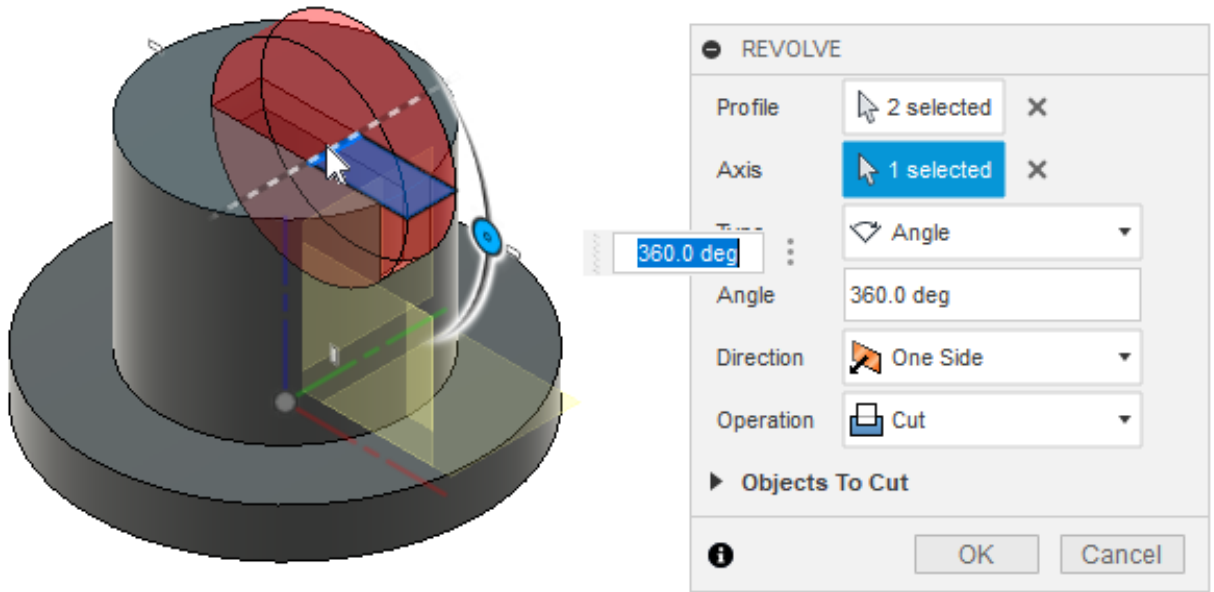 REVOLVE
Profile 2 selected
Axis 1 selected
Angle
360.0 deg
Angle 360.0 deg
Direction One Side
Operation Cut
Objects To Cut
OK Cancel